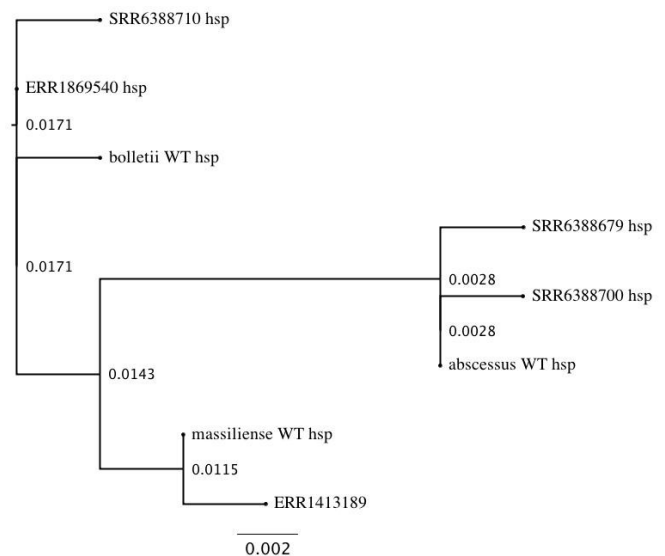 SRR6388710 hsp
ERR1869540 hsp
0.0171
bolletii WT hsp
SRR6388679 hsp
0.0171
0.0028
SRR6388700 hsp
0.0028
abscessus WT hsp
0.0143
massiliense WT hsp
0.0115
ERR1413189
0.002